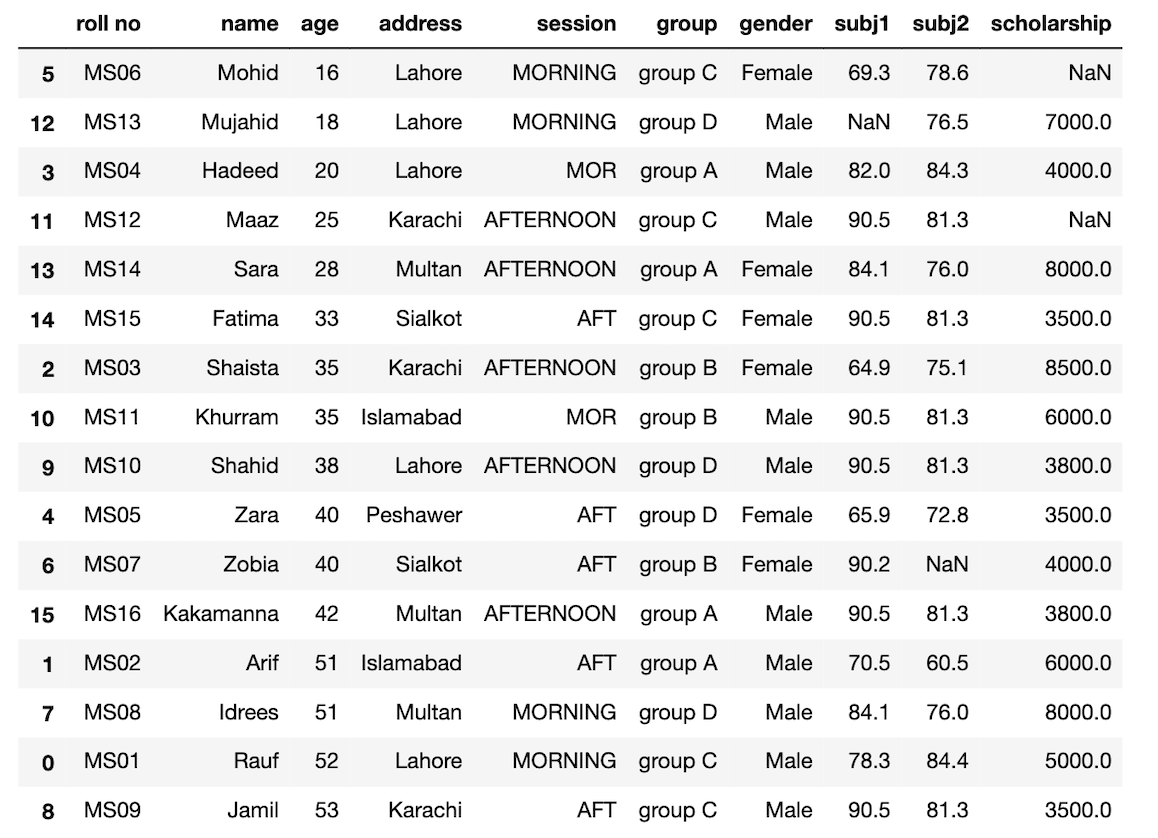 roll no name age address session group gender subj1 subj2 scholarship
5 MS06 Mohid 16 Lahore MORNING group C Female 69.3 78.6 NaN
12 MS13 Mujahid 18 Lahore MORNING group D Male NaN 76.5 7000.0
3 MS04 Hadeed 20 Lahore MOR group A Male 82.0 84.3 4000.0
11 MS12 Maaz 25 Karachi AFTERNOON group C Male 90.5 81.3 NaN
13 MS14 Sara 28 Multan AFTERNOON group A Female 84.1 76.0 8000.0
14 MS15 Fatima 33 Sialkot AFT group C Female 90.5 81.3 3500.0
2 MS03 Shaista 35 Karachi AFTERNOON group B Female 64.9 75.1 8500.0
10 MS11 Khurram 35 Islamabad MOR group B Male 90.5 81.3 6000.0
9 MS10 Shahid 38 Lahore AFTERNOON group D Male 90.5 81.3 3800.0
4 MS05 Zara 40 Peshawer AFT group D Female 65.9 72.8 3500.0
6 MS07 Zobia 40 Sialkot AFT group B Female 90.2 NaN 4000.0
15 MS16 Kakamanna 42 Multan AFTERNOON group A Male 90.5 81.3 3800.0
1 MS02 Arif 51 Islamabad AFT group A Male 70.5 60.5 6000.0
7 MS08 Idrees 51 Multan MORNING group D Male 84.1 76.0 8000.0
0 MS01 Rauf 52 Lahore MORNING group C Male 78.3 84.4 5000.0
8 MS09 Jamil 53 Karachi AFT group C Male 90.5 81.3 3500.0